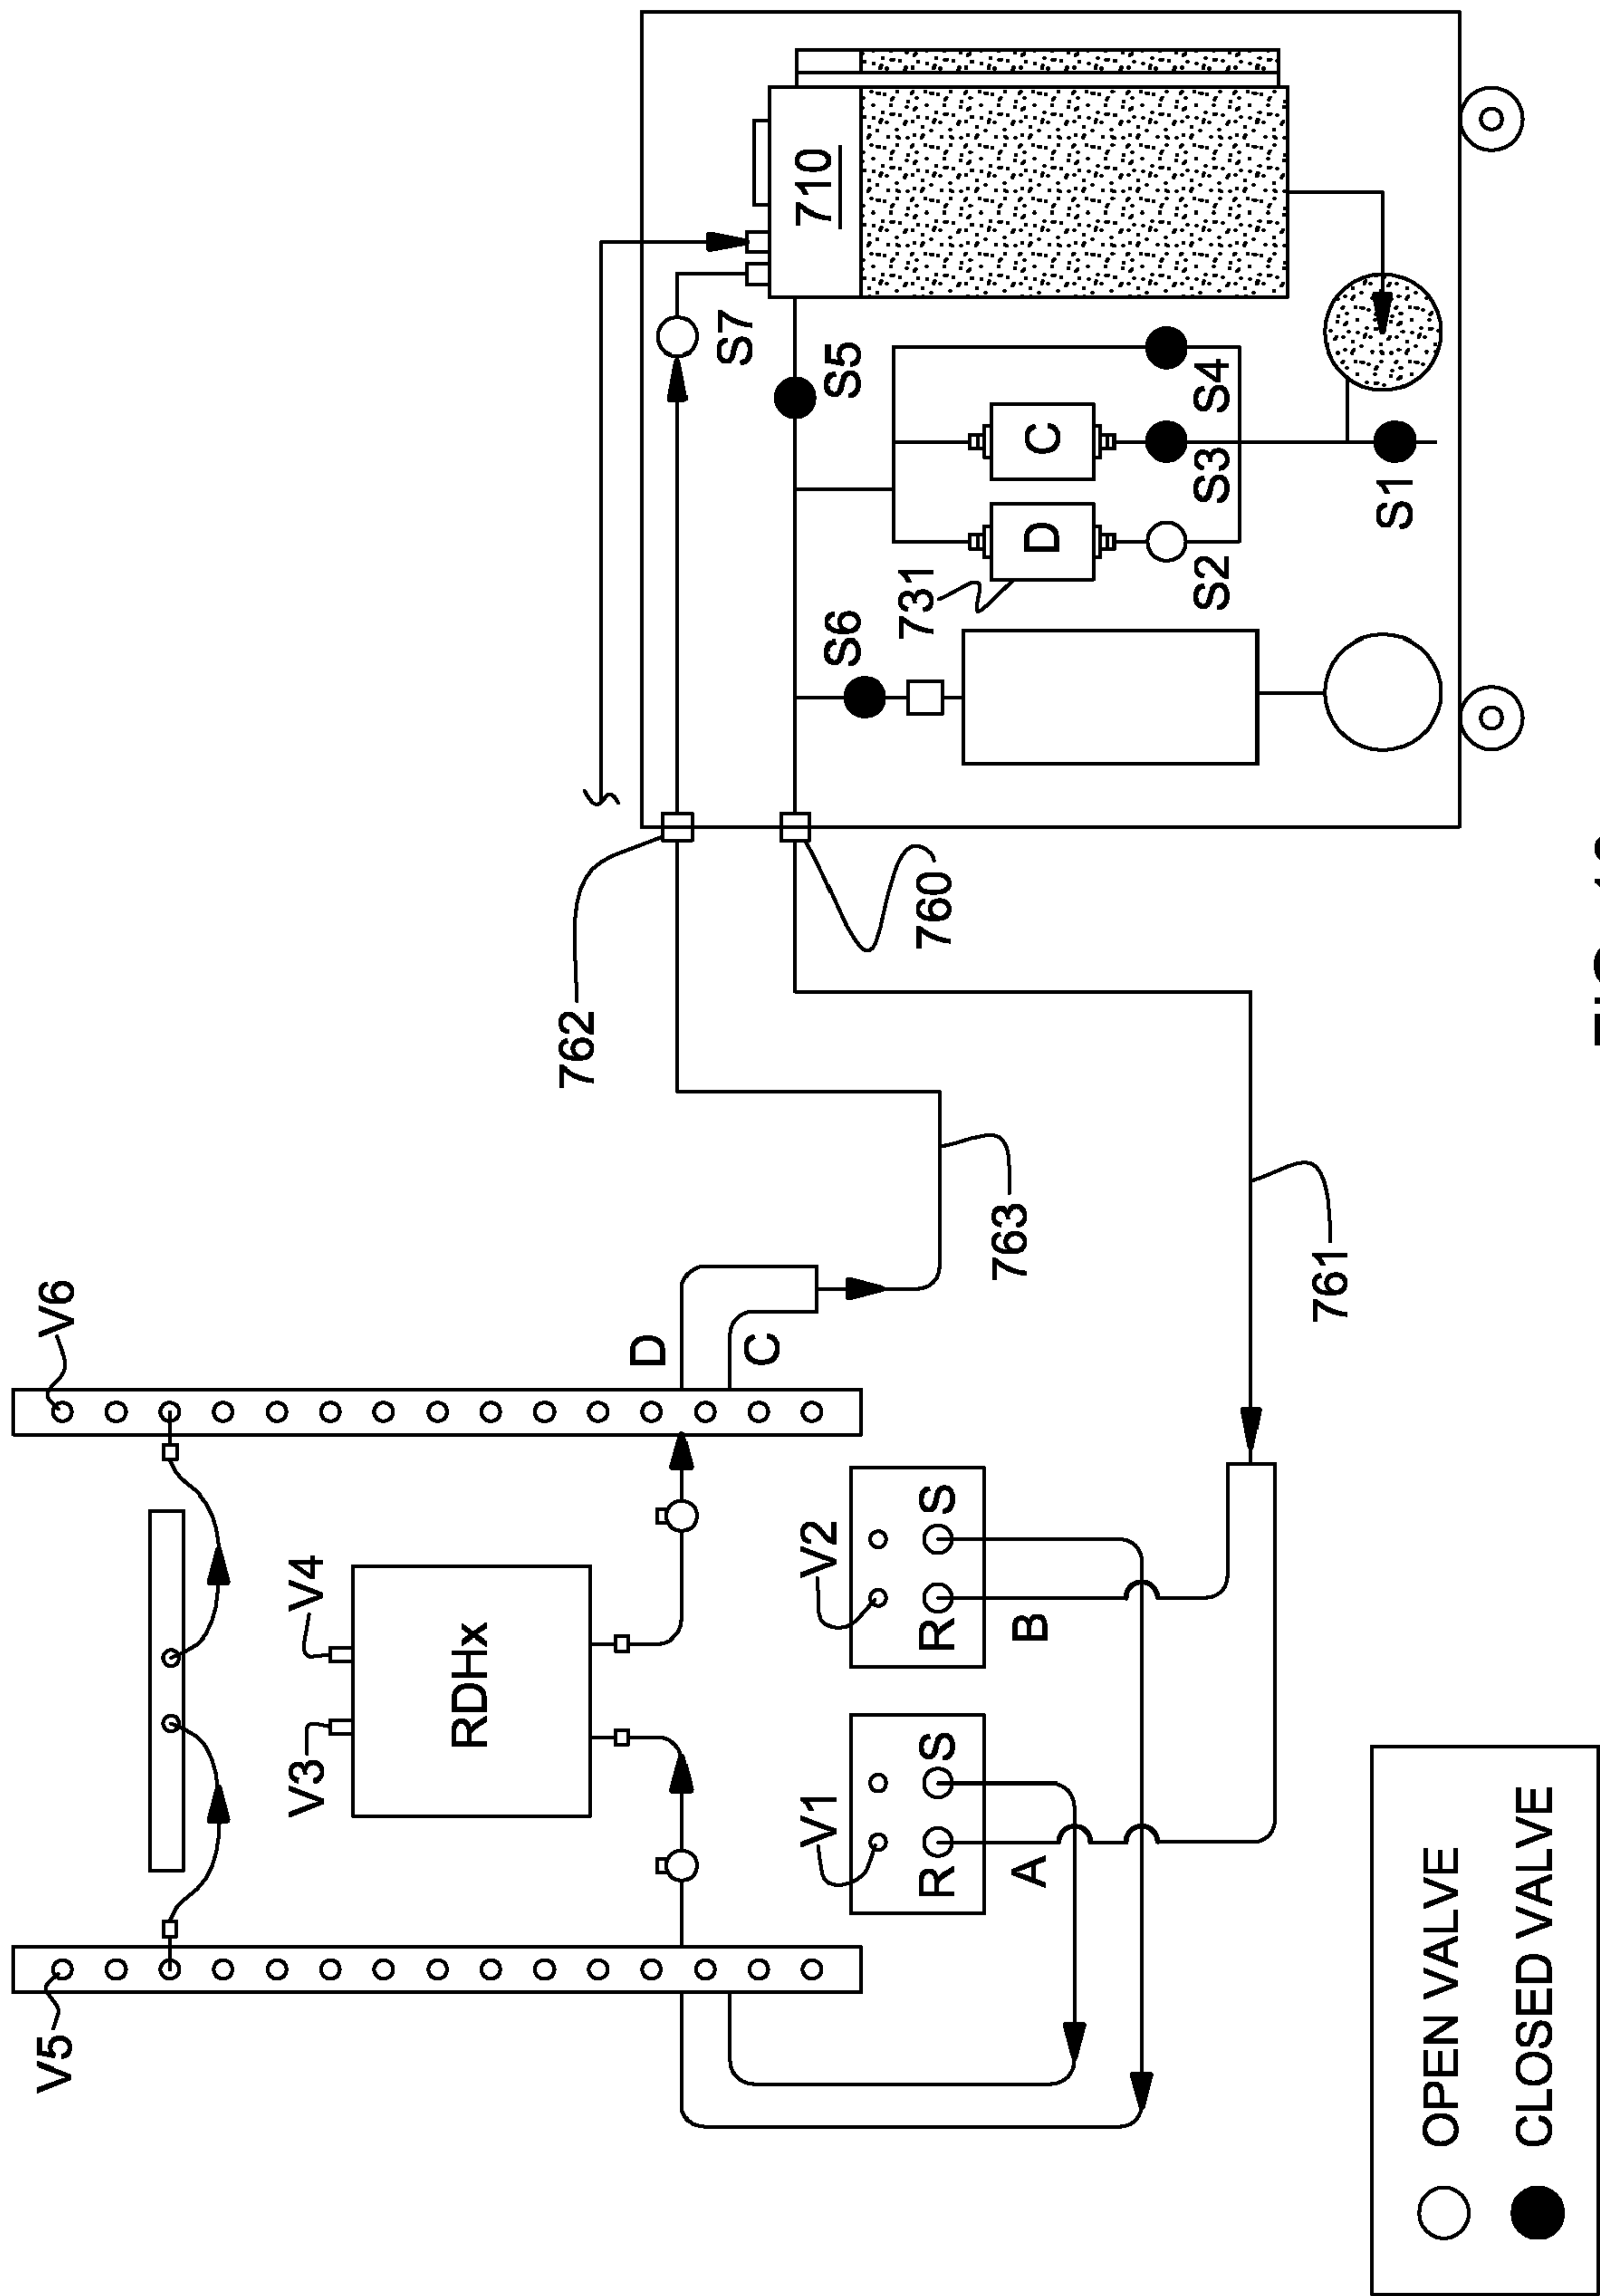 V5
V6
V3
V4
RDHx
762
D
S7
C
710
V1
V2
S6
S5
731
R
S
R
S
760
763
A
B
D
C
S2
S3
S4
761
S1
OPEN VALVE
CLOSED VALVE